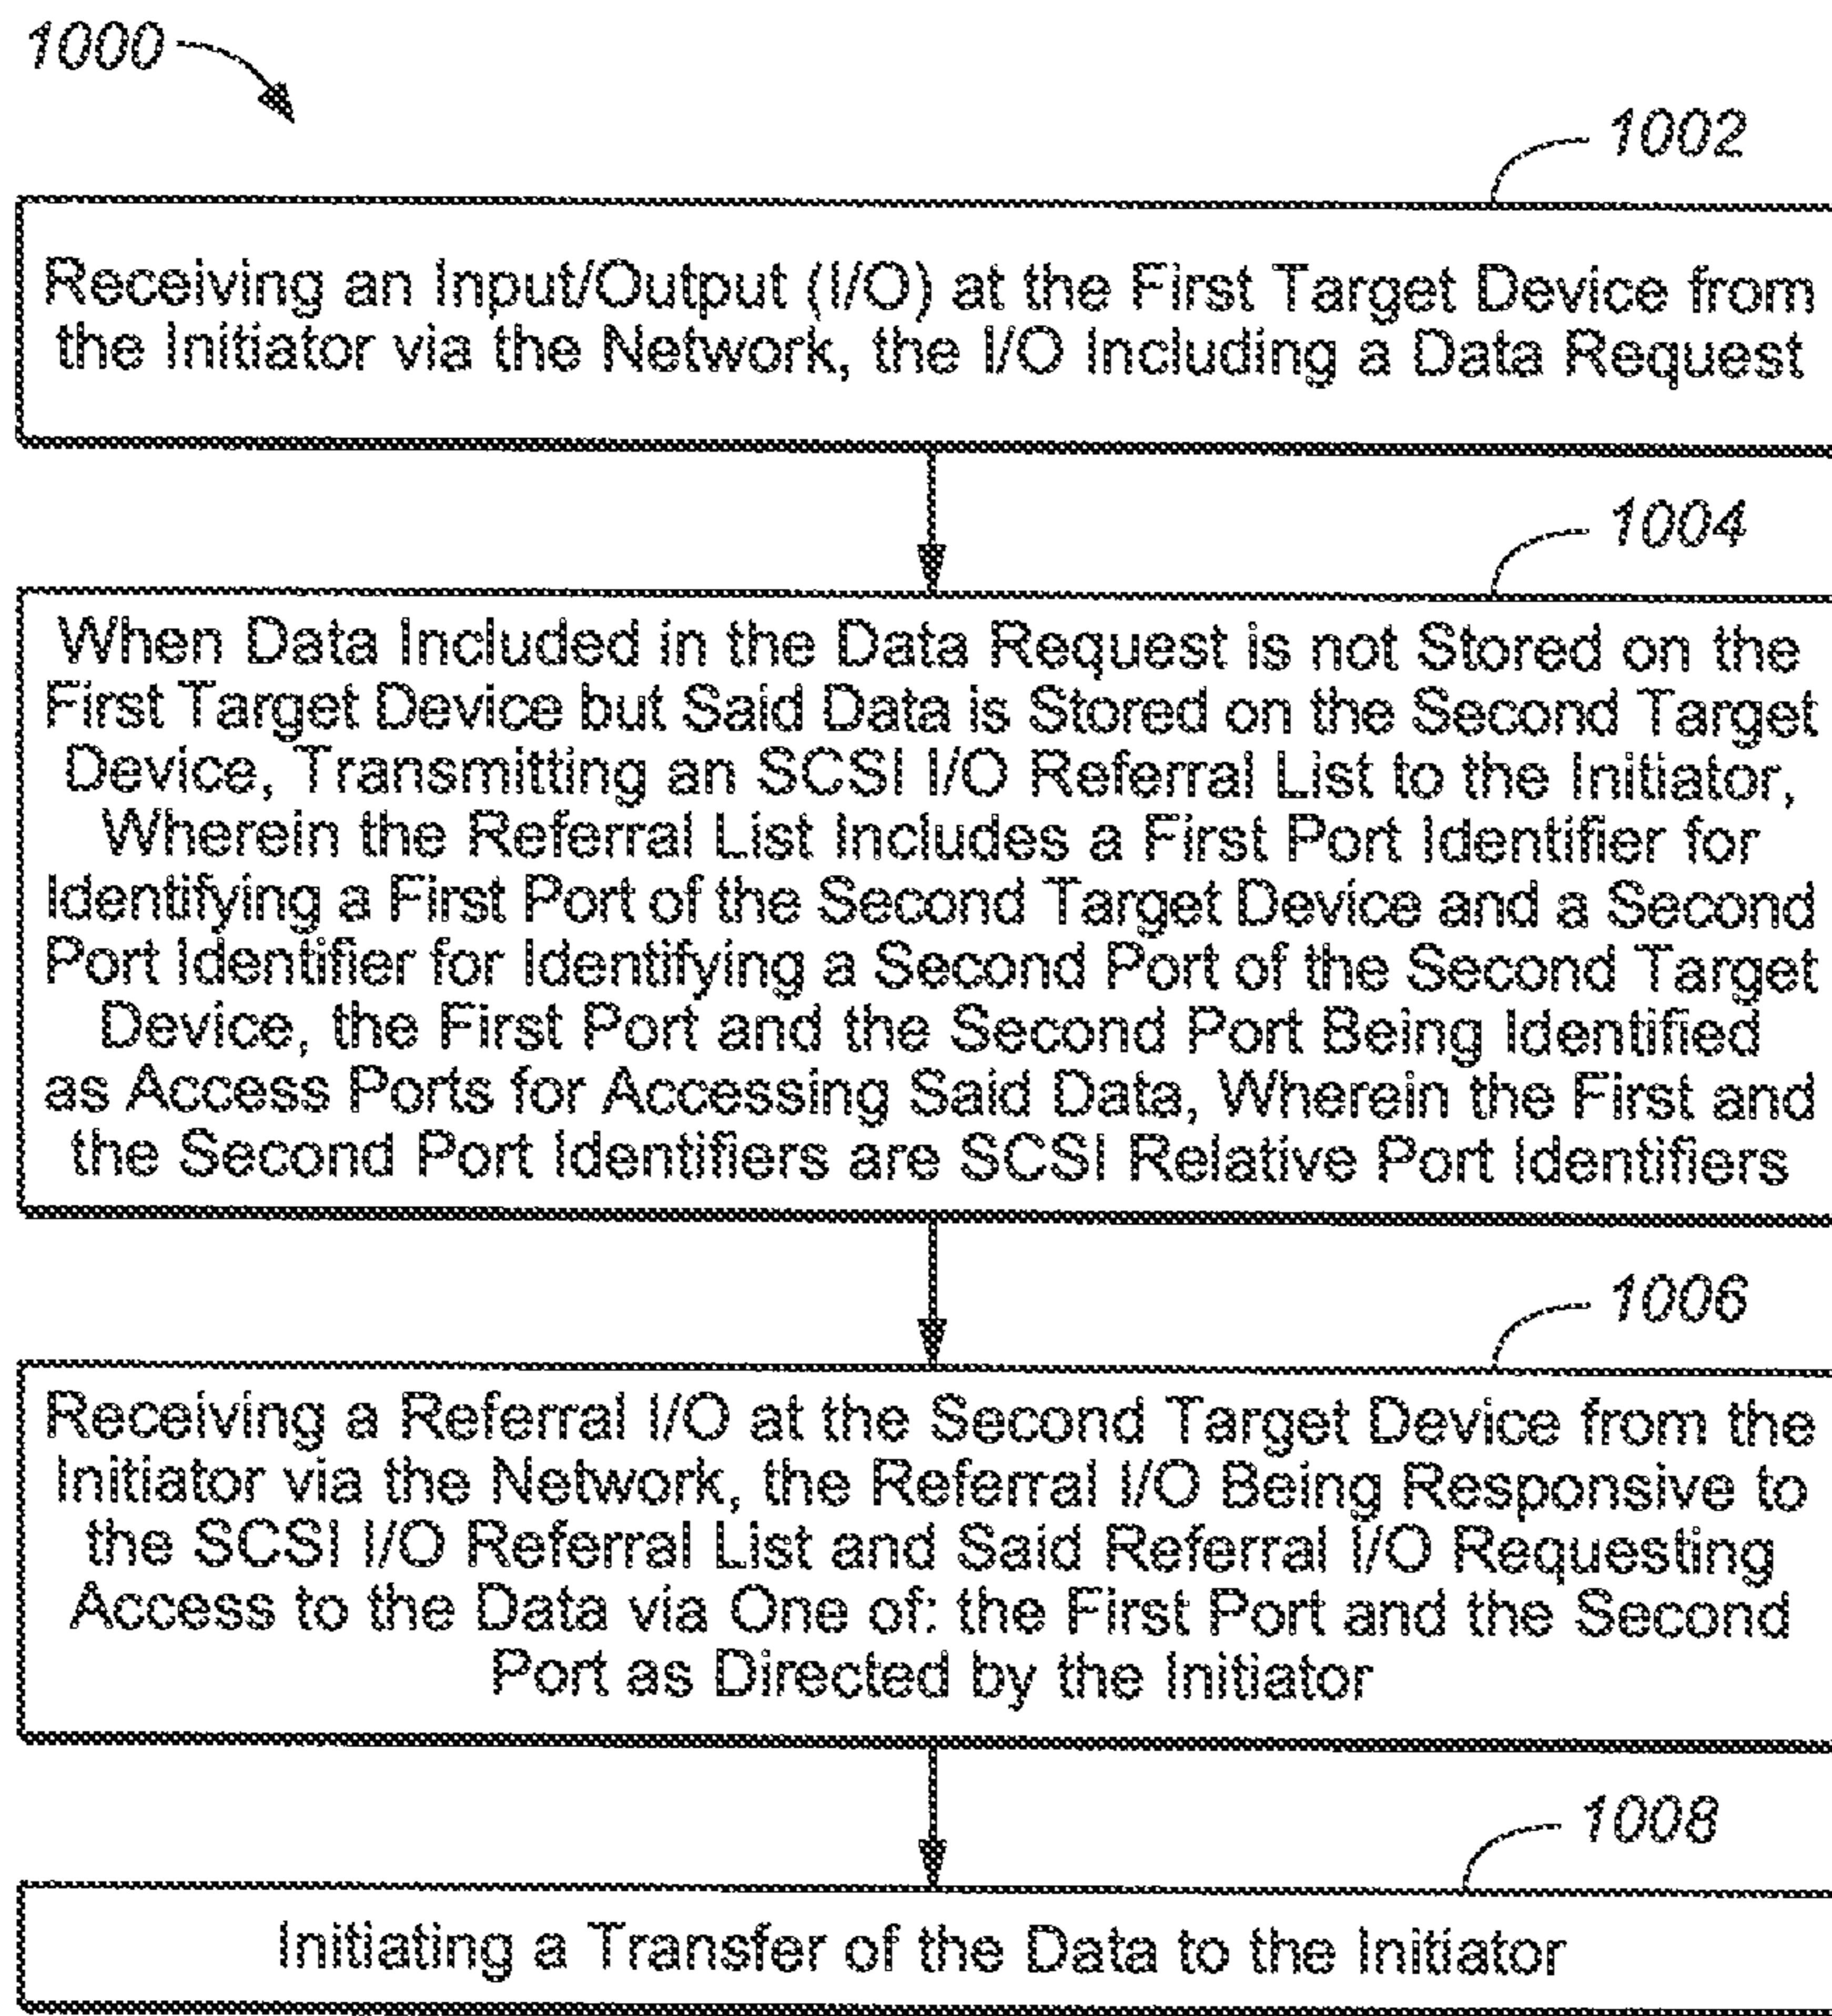 1000
1002
Receiving an Input/Output (I/O) at the First Target Device from
the Initiator via the Network, the I/O Including a Data Request
1004
When Data Included in the Data Request is not Stored on the
First Target Device but Said Data is Stored on the Second Target
Device, Transmitting an SCSI I/O Referral List to the Initiator,
Wherein the Referral List Includes a First Port Identifier for
Identifying a First Port of the Second Target Device and a Second
Port Identifier for Identifying a Second Port of the Second Target
Device, the First Port and the Second Port Being Identified
as Access Ports for Accessing Said Data, Wherein the First and
the Second Port Identifiers are SCSI Relative Port Identifiers
1006
Receiving a Referral I/O at the Second Target Device from the
Initiator via the Network, the Referral I/O Being Responsive to
the SCSI I/O Referral List and Said Referral I/O Requesting
Access to the Data via One of: the First Port and the Second
Port as Directed by the Initiator
1008
Initiating a Transfer of the Data to the Initiator